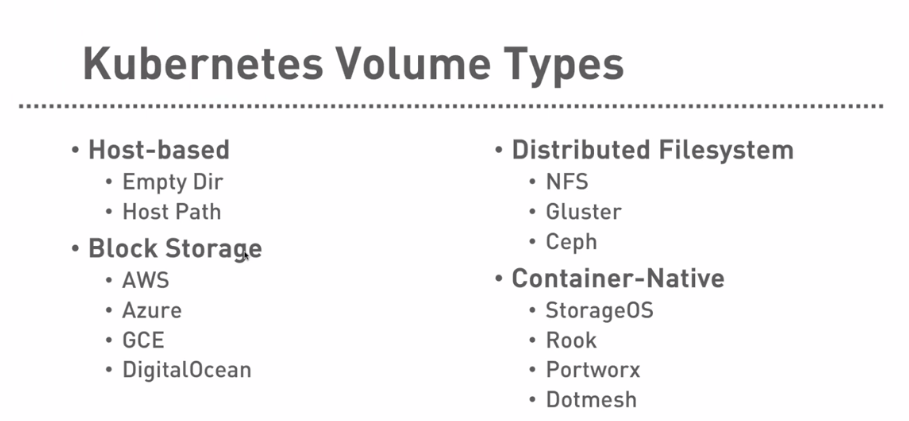 Kubernetes Volume Types
• Host-based
• Empty Dir
• Host Path
• Block Storage
• AWS
• Azure
• GCE
• DigitalOcean
• Distributed Filesystem
• NFS
• Gluster
• Ceph
• Container-Native
• StorageOS
• Rook
• Portworx
• Dotmesh